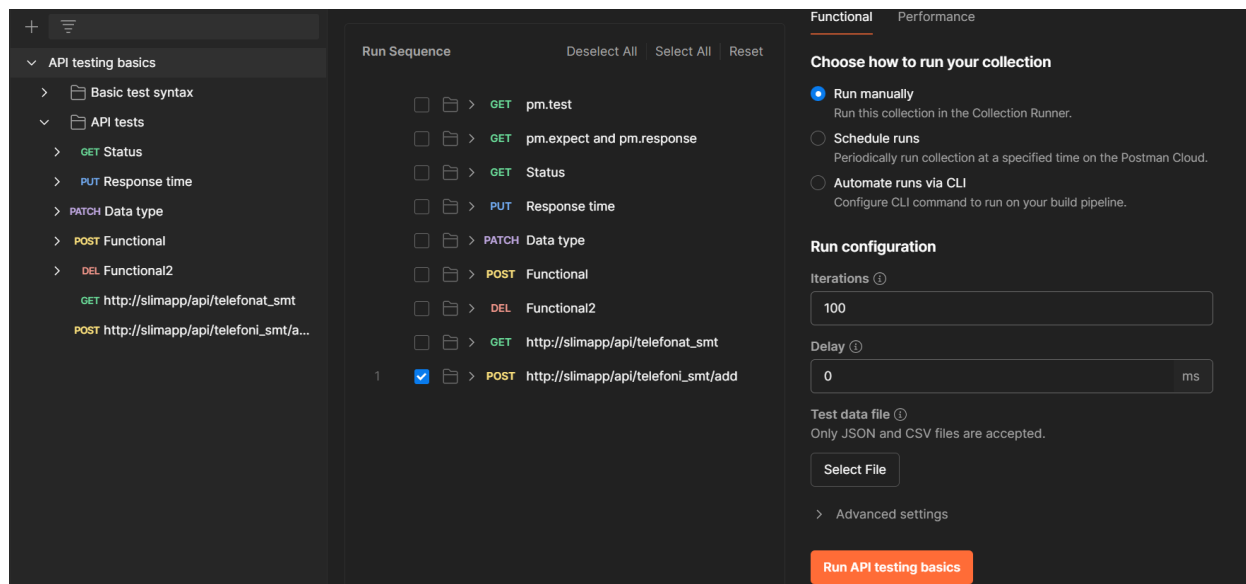 API testing basics
Basic test syntax
API tests
GET Status
PUT Response time
PATCH Data type
POST Functional
DEL Functional2
GET http://slimapp/api/telefonat_smt
POST http://slimapp/api/telefoni_smt/a...
Run Sequence Deselect All Select All Reset
GET pm.test
GET pm.expect and pm.response
GET Status
PUT Response time
PATCH Data type
POST Functional
DEL Functional2
GET http://slimapp/api/telefonat_smt
1 POST http://slimapp/api/telefoni_smt/add
Functional Performance
Choose how to run your collection
Run manually
Run this collection in the Collection Runner.
Schedule runs
Periodically run collection at a specified time on the Postman Cloud.
Automate runs via CLI
Configure CLI command to run on your build pipeline.
Run configuration
Iterations
100
Delay
0 ms
Test data file
Only JSON and CSV files are accepted.
Select File
Advanced settings
Run API testing basics